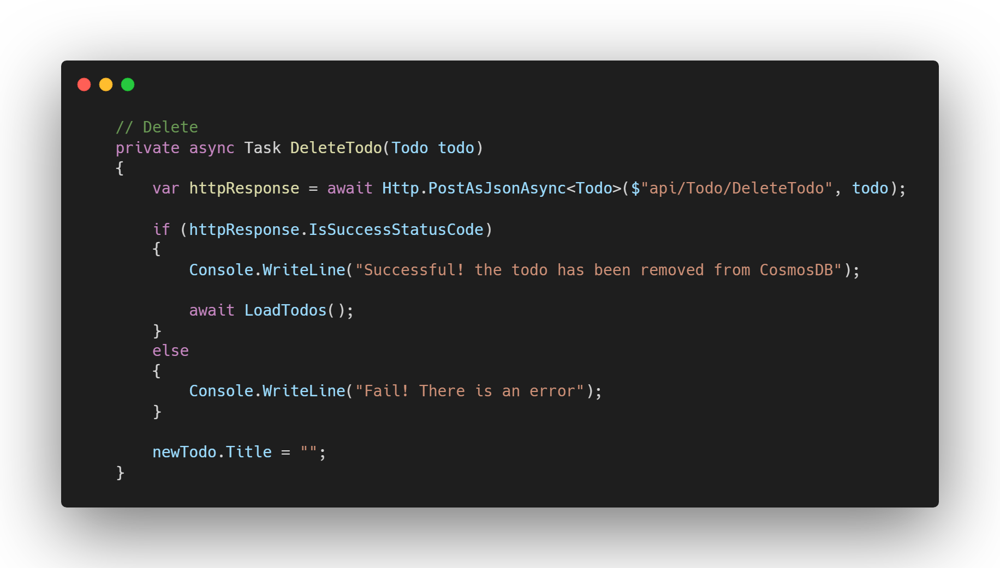 // Delete
private async Task DeleteTodo(Todo todo)
{
    var httpResponse = await Http.PostAsJsonAsync<Todo>($"api/Todo/DeleteTodo", todo);

    if (httpResponse.IsSuccessStatusCode)
    {
        Console.WriteLine("Successful! the todo has been removed from CosmosDB");

        await LoadTodos();
    }
    else
    {
        Console.WriteLine("Fail! There is an error");
    }

    newTodo.Title = "";
}